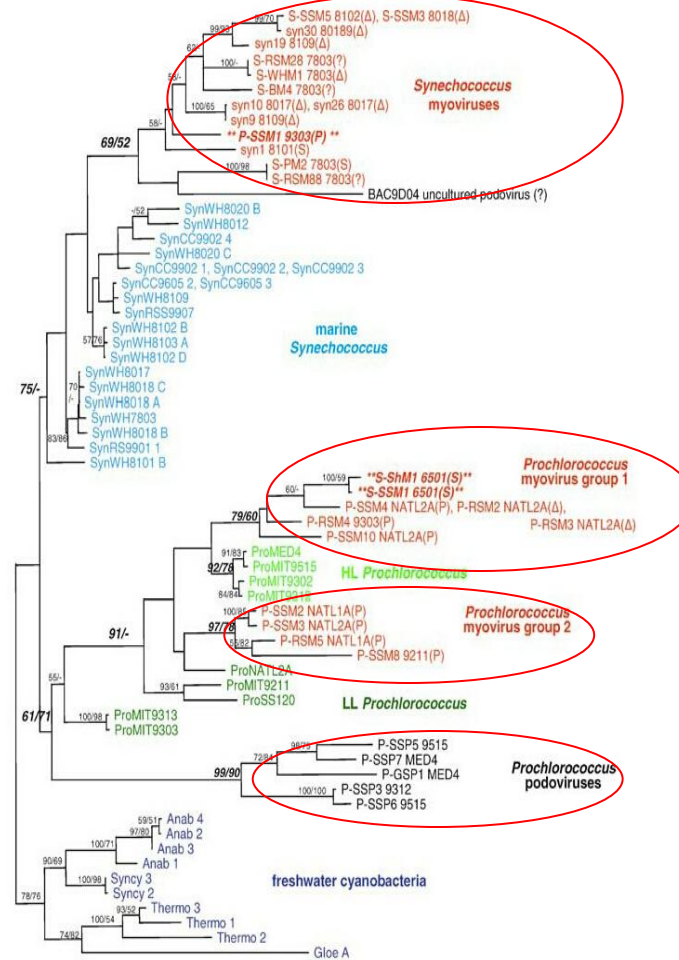 99/70
S-SSM5 8102(Δ), S-SSM3 8018(Δ)
syn30 80189(Δ)
syn19 8109(Δ)
100/-
S-RSM28 7803(?)
S-WHM1 7803(Δ)
S-BM4 7803(?)
Synechococcus
myoviruses
100/65
syn10 8017(Δ), syn26 8017(Δ)
syn9 8109(Δ)
58/-
** P-SSM1 9303(P) **
syn1 8101(S)
69/52
100/98
S-PM2 7803(S)
S-RSM88 7803(?)
BAC9D04 uncultured podovirus (?)
-/52
SynWH8020 B
SynWH8012
SynCC9902 4
SynWH8020 C
SynCC9902 1, SynCC9902 2, SynCC9902 3
SynCC9605 2, SynCC9605 3
SynWH8109
SynRSS9907
SynWH8102 B
57/76
SynWH8103 A
SynWH8102 D
marine
Synechococcus
SynWH8017
70
/-
SynWH8018 C
SynWH8018 A
SynWH7803
SynWH8018 B
83/86
SynRS9901 1
SynWH8101 B
75/-
100/59
**S-ShM1 6501(S)**
**S-SSM1 6501(S)**
Prochlorococcus
myovirus group 1
60/-
P-SSM4 NATL2A(P), P-RSM2 NATL2A(Δ),
P-RSM3 NATL2A(Δ)
79/60
P-RSM4 9303(P)
P-SSM10 NATL2A(P)
91/83
ProMED4
92/78
ProMIT9515
ProMIT9302
64/84
HL Prochlorococcus
P-SSM2 NATL1A(P)
97/78
P-SSM3 NATL2A(P)
P-RSM5 NATL1A(P)
P-SSM8 9211(P)
Prochlorococcus
myovirus group 2
91/-
ProNATL2A
93/61
ProMIT9211
ProSS120
LL Prochlorococcus
55/-
61/71
100/98
ProMIT9313
ProMIT9303
P-SSP5 9515
P-SSP7 MED4
P-GSP1 MED4
99/90
100/100
P-SSP3 9312
P-SSP6 9515
Prochlorococcus
podoviruses
59/51
Anab 4
97/80
Anab 2
100/71
Anab 3
90/69
Anab 1
100/98
Syncy 3
Syncy 2
freshwater cyanobacteria
78/76
93/52
Thermo 3
100/54
Thermo 1
74/82
Thermo 2
Gloe A